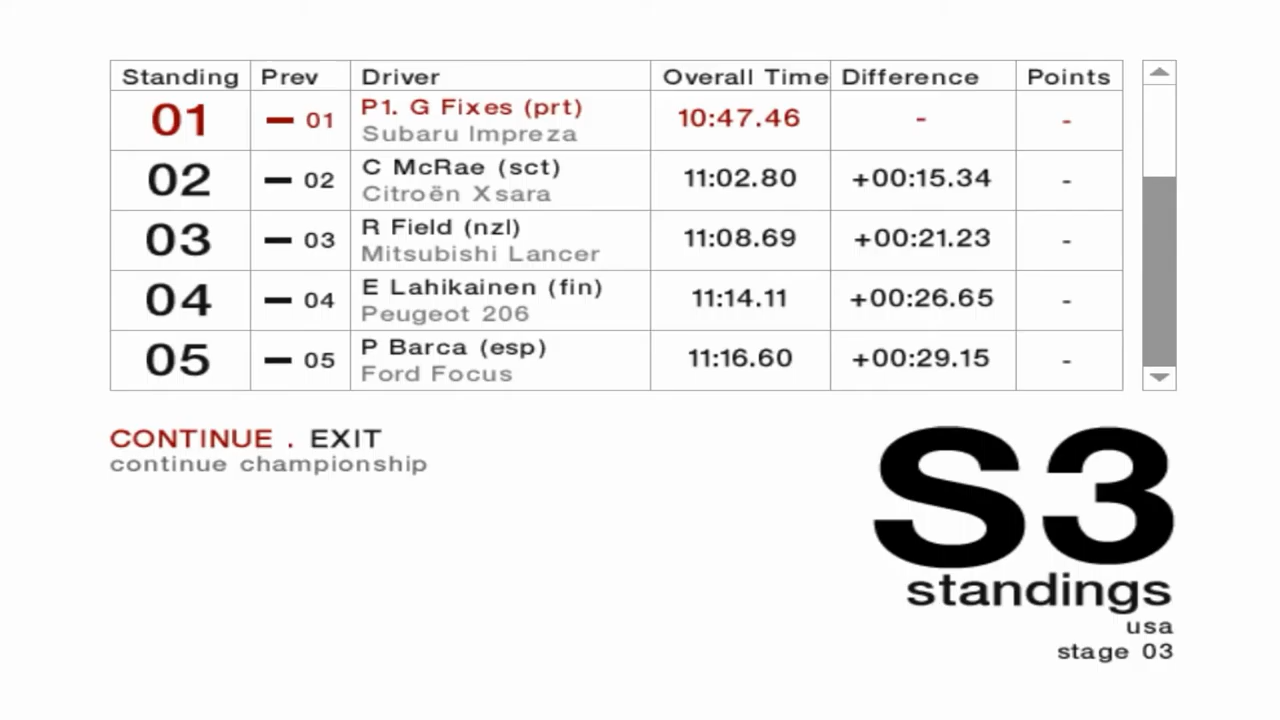 Standing Prev Driver Overall Time Difference Points
01 — 01 P1. G Fixes (prt) 10:47.46 - -
Subaru Impreza
02 — 02 C McRae (sct) 11:02.80 +00:15.34 -
Citroën Xsara
03 — 03 R Field (nzl) 11:08.69 +00:21.23 -
Mitsubishi Lancer
04 — 04 E Lahikainen (fin) 11:14.11 +00:26.65 -
Peugeot 206
05 — 05 P Barca (esp) 11:16.60 +00:29.15 -
Ford Focus
CONTINUE . EXIT
continue championship
S3
standings
usa
stage 03